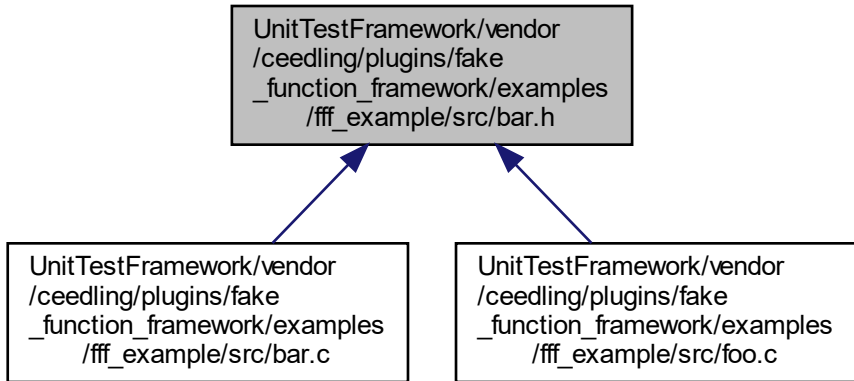 UnitTestFramework/vendor
/ceedling/plugins/fake
_function_framework/examples
/fff_example/src/bar.h
UnitTestFramework/vendor
/ceedling/plugins/fake
_function_framework/examples
/fff_example/src/bar.c
UnitTestFramework/vendor
/ceedling/plugins/fake
_function_framework/examples
/fff_example/src/foo.c